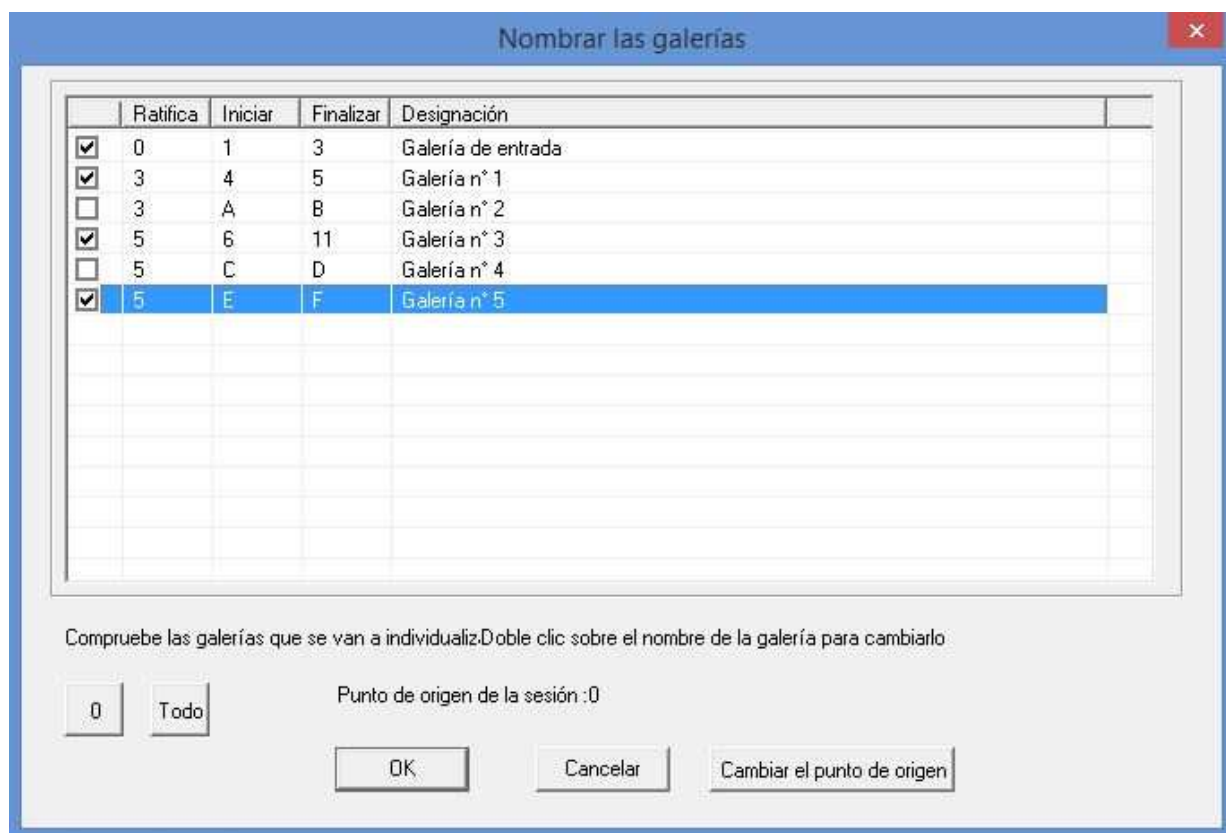 Nombrar las galerías
Ratifica Iniciar Finalizar Designación
0 1 3 Galería de entrada
3 4 5 Galería n° 1
3 A B Galería n° 2
5 6 11 Galería n° 3
5 C D Galería n° 4
5 E F Galería n° 5
Compruebe las galerías que se van a individualiz.Doble clic sobre el nombre de la galería para cambiarlo
0 Todo Punto de origen de la sesión :0
OK Cancelar Cambiar el punto de origen